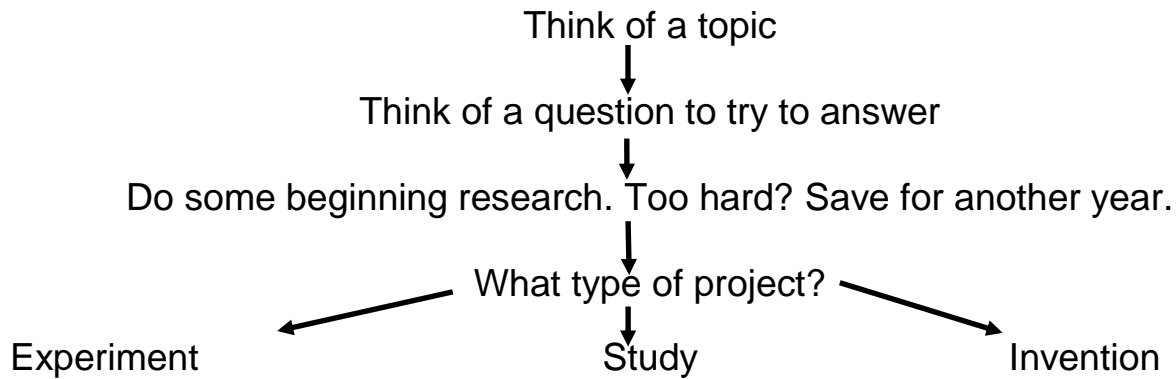 Think of a topic
Think of a question to try to answer
Do some beginning research. Too hard? Save for another year.
What type of project?
Experiment Study Invention